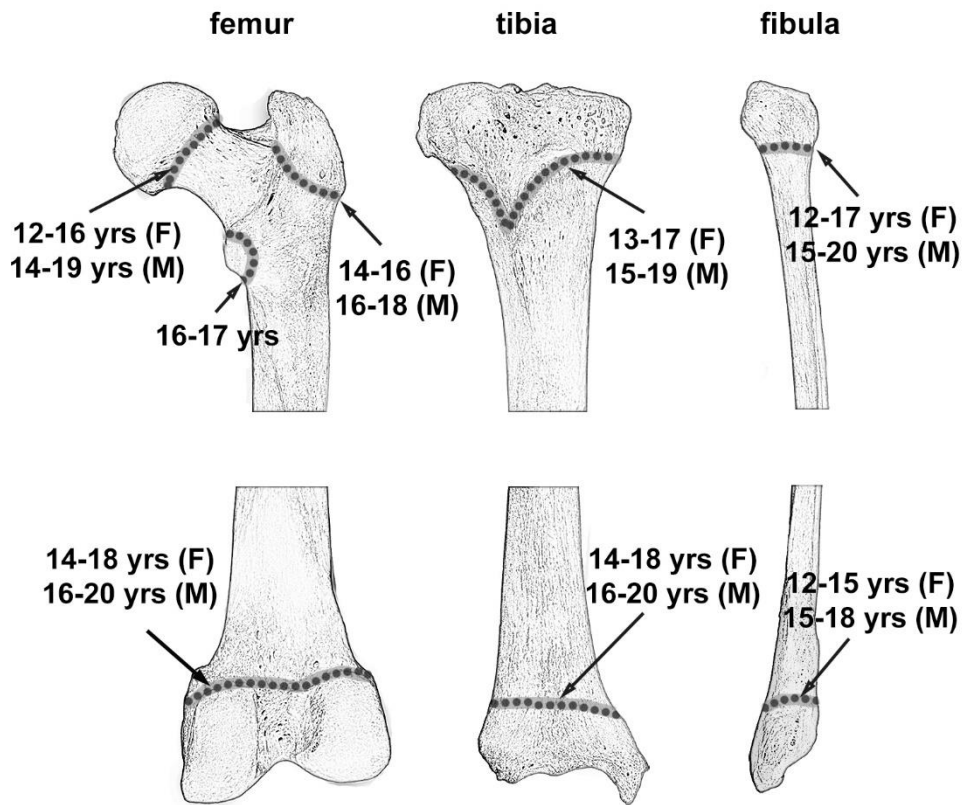 femur
tibia
fibula
12-16 yrs (F)
14-19 yrs (M)
16-17 yrs
14-16 (F)
16-18 (M)
13-17 (F)
15-19 (M)
12-17 yrs (F)
15-20 yrs (M)
14-18 yrs (F)
16-20 yrs (M)
14-18 yrs (F)
16-20 yrs (M)
12-15 yrs (F)
15-18 yrs (M)